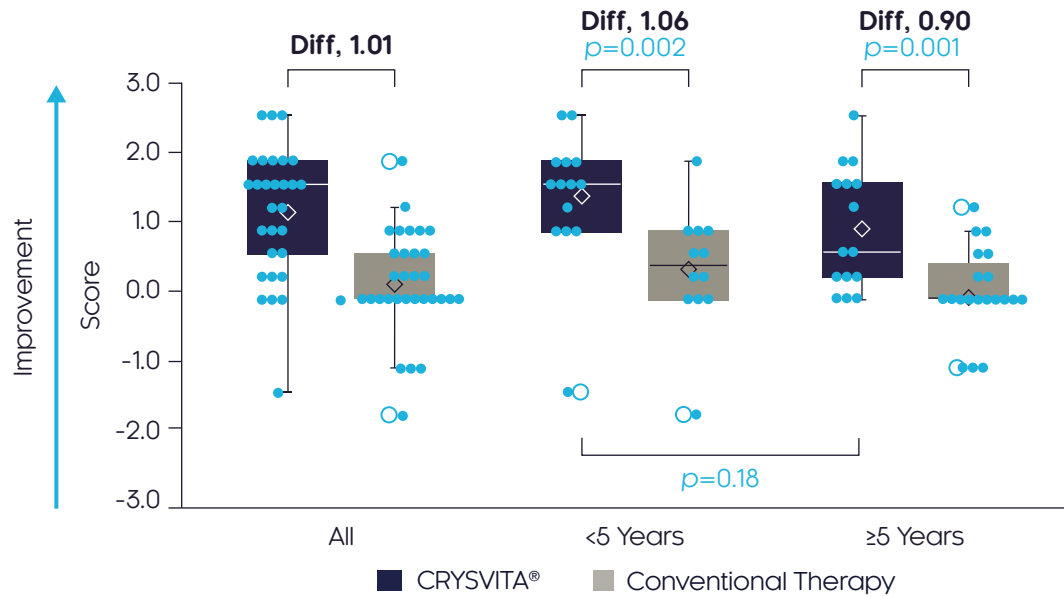 Diff, 1.01
Diff, 1.06
p=0.002
Diff, 0.90
p=0.001
Improvement
Score
3.0
2.0
1.0
0.0
-1.0
-2.0
-3.0
p=0.18
All
<5 Years
≥5 Years
CRYSVITA®
Conventional Therapy